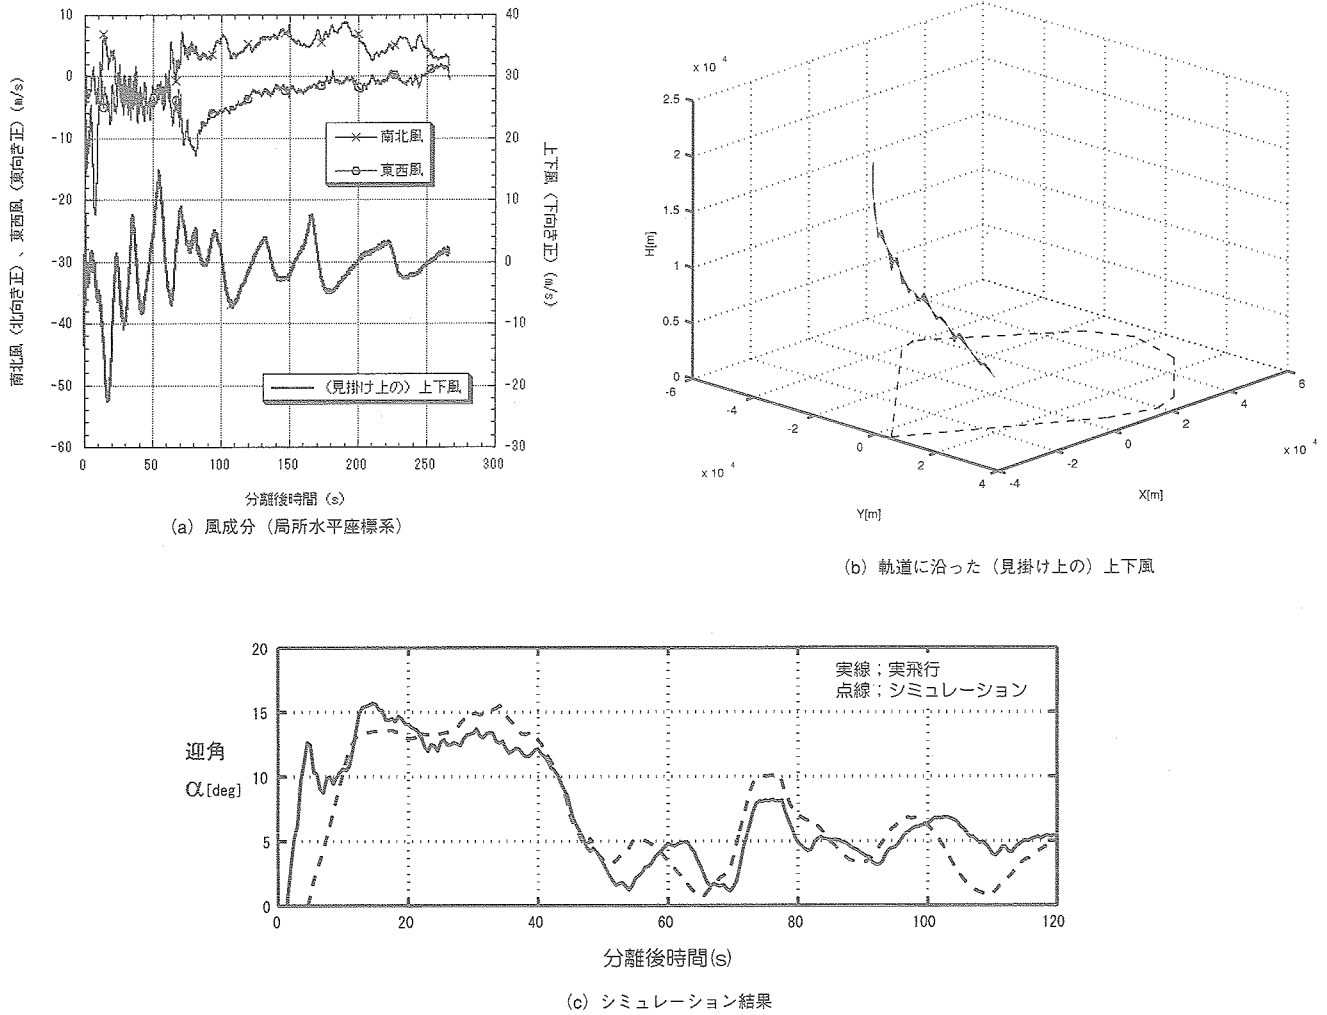 10
0
-10
-20
-30
-40
-50
-60
40
30
20
10
0
-10
-20
-30
南北風（北向き正）、東西風（東向き正）(m/s)
上下風（下向き正）(m/s)
南北風
東西風
（見掛け上の）上下風
0 50 100 150 200 250 300
分離後時間（s）
(a) 風成分（局所水平座標系）
x 10 4
2.5
2
1.5
1
0.5
0
H[m]
-6 -4 -2 0 2 4
x 10 4
Y[m]
-4 -2 0 2 4 6
x 10 4
X[m]
(b) 軌道に沿った（見掛け上の）上下風
20
15
10
5
0
迎角
α[deg]
実線；実飛行
点線；シミュレーション
0 20 40 60 80 100 120
分離後時間(s)
(c) シミュレーション結果